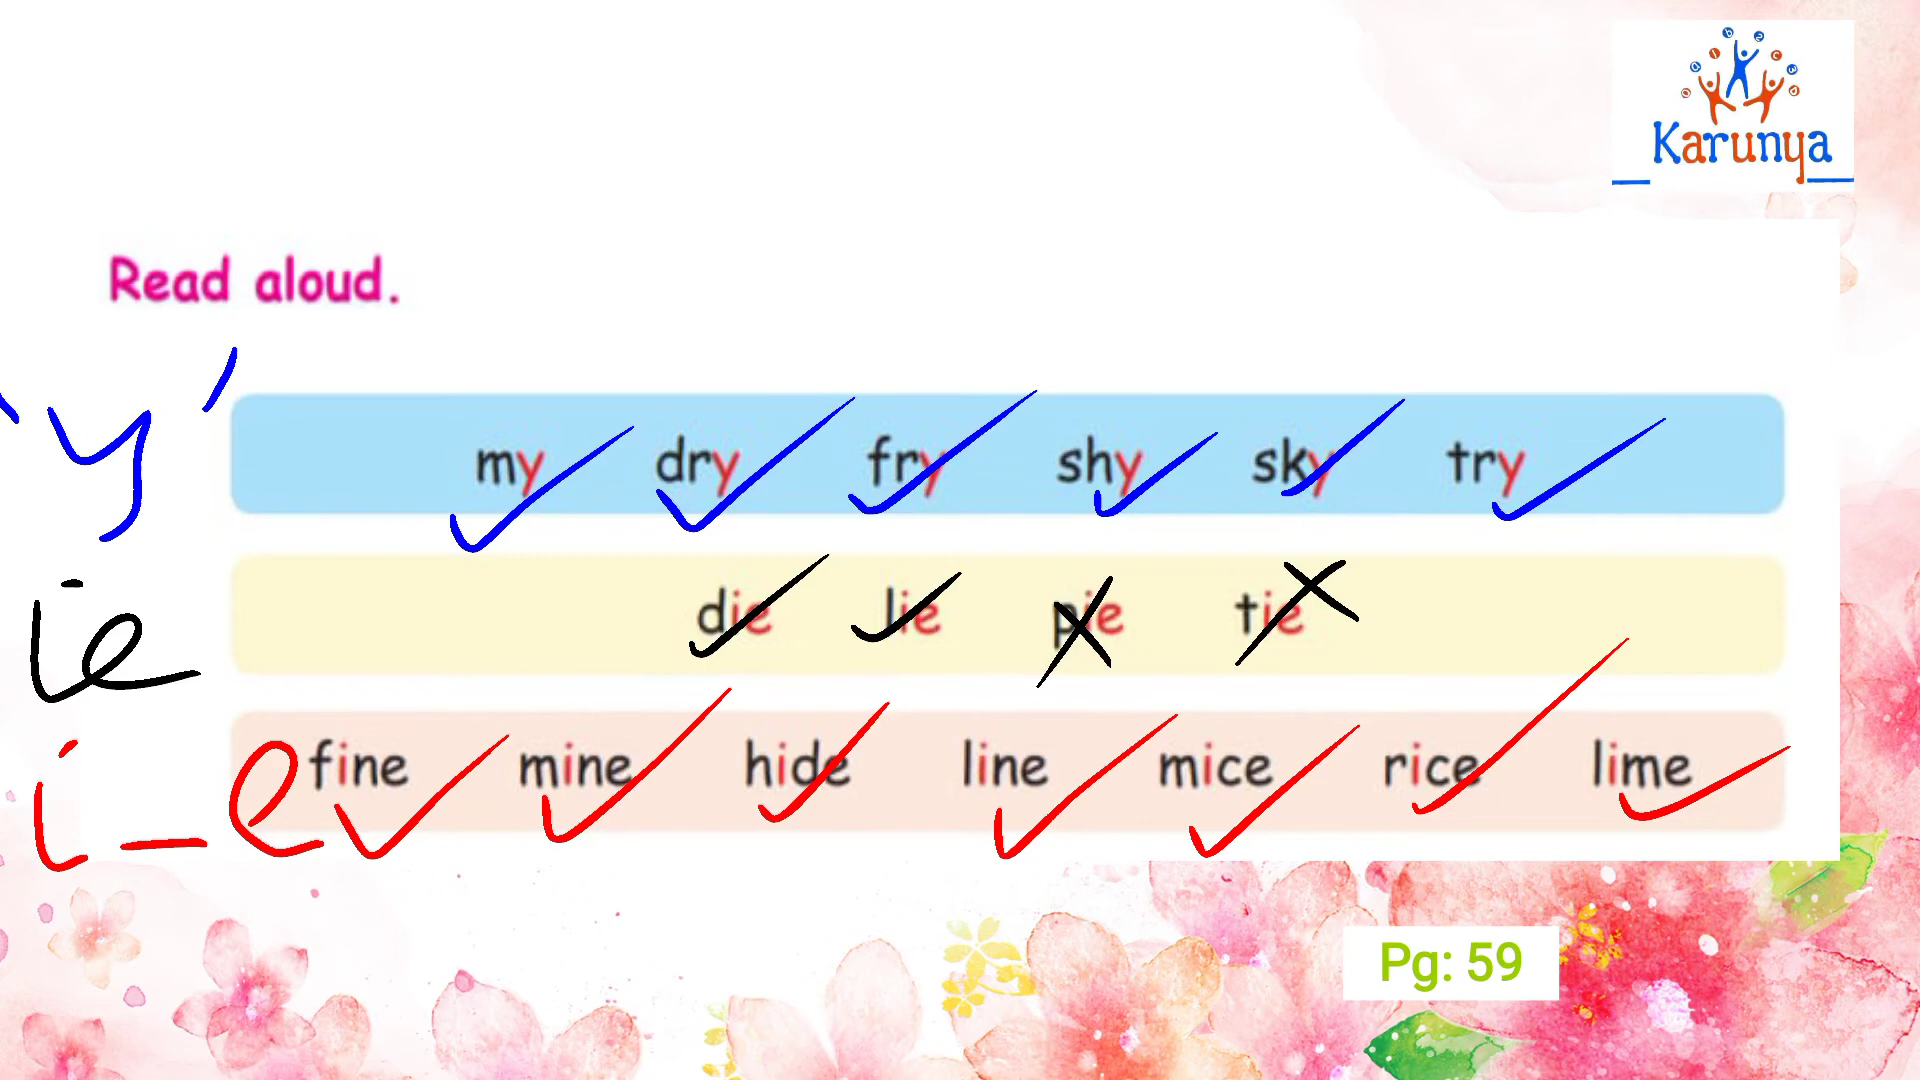 Karunya
Read aloud.
'y' my dry fry shy sky try
ie die lie pie tie
i_e fine mine hide line mice rice lime
Pg: 59